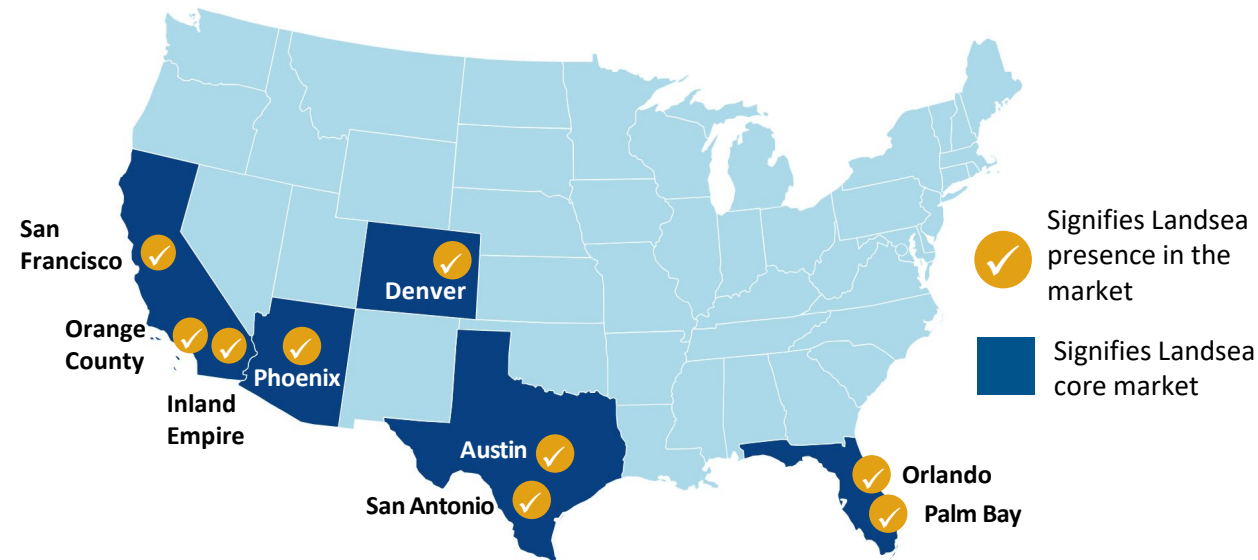 San
Francisco
Orange
County
Inland
Empire
Denver
Phoenix
Austin
San Antonio
Orlando
Palm Bay
Signifies Landsea
presence in the
market
Signifies Landsea
core market